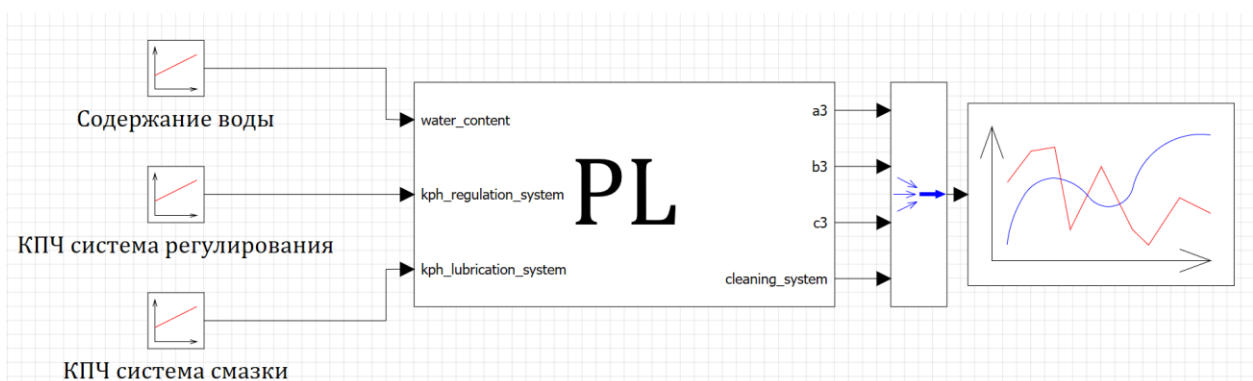 Содержание воды
КПЧ система регулирования
КПЧ система смазки
water_content
kph_regulation_system
kph_lubrication_system
PL
a3
b3
c3
cleaning_system